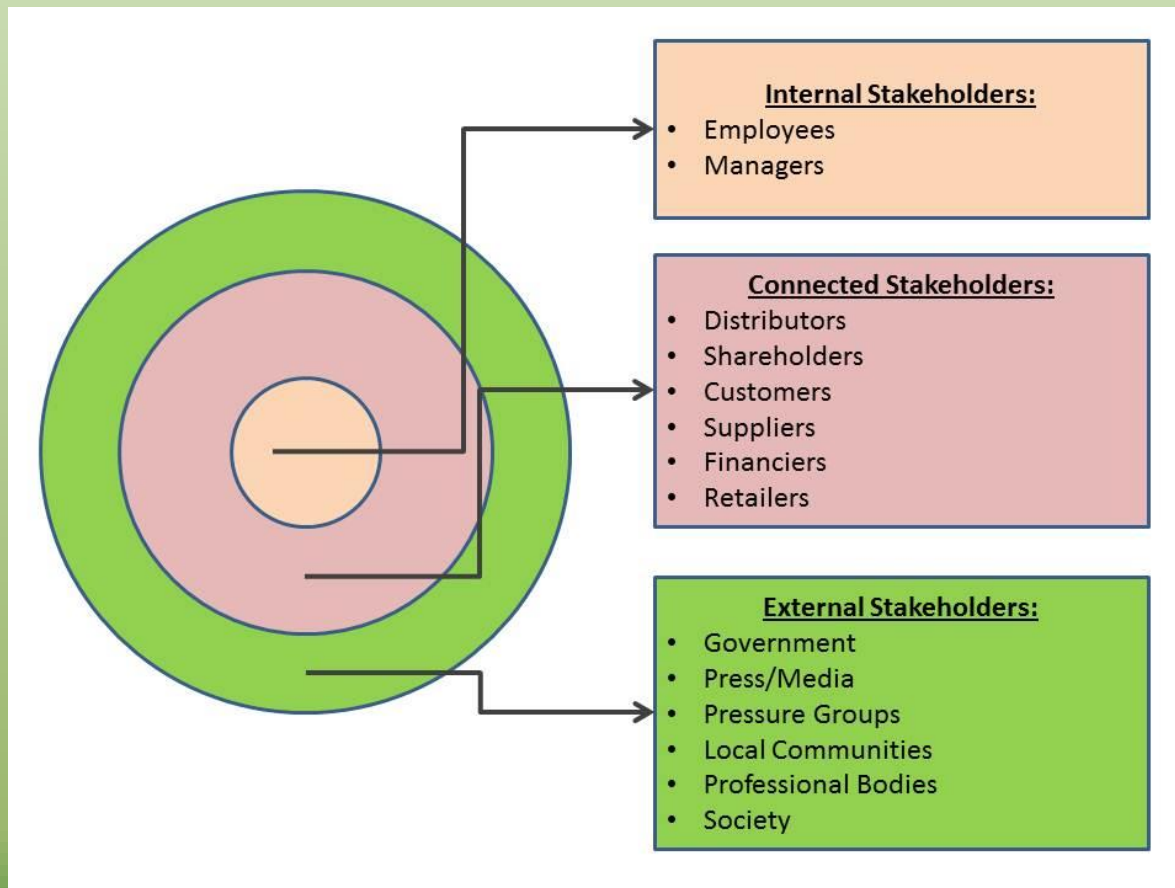 Internal Stakeholders:
• Employees
• Managers
Connected Stakeholders:
• Distributors
• Shareholders
• Customers
• Suppliers
• Financiers
• Retailers
External Stakeholders:
• Government
• Press/Media
• Pressure Groups
• Local Communities
• Professional Bodies
• Society